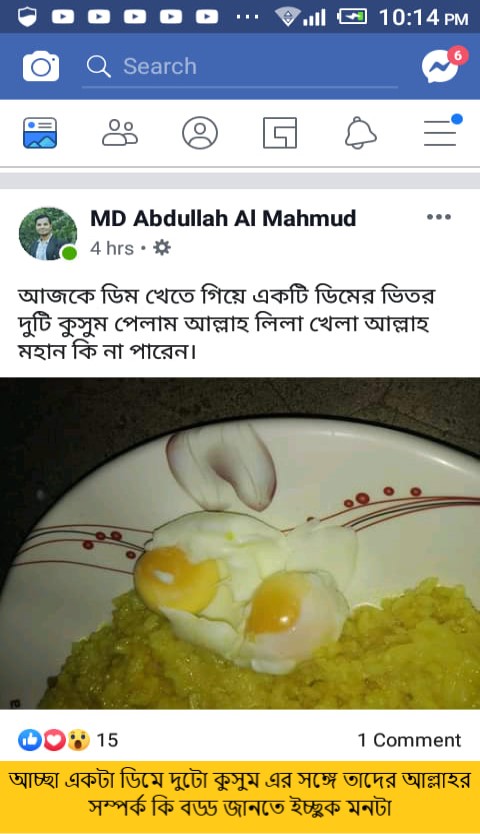 10:14 PM
Search
6
MD Abdullah Al Mahmud
4 hrs
আজকে ডিম খেতে গিয়ে একটি ডিমের ভিতর
দুটি কুসুম পেলাম আল্লাহ লিলা খেলা আল্লাহ
মহান কি না পারেন।
15
1 Comment
আচ্ছা একটা ডিমে দুটো কুসুম এর সঙ্গে তাদের আল্লাহর
সম্পর্ক কি বড্ড জানতে ইচ্ছুক মনটা